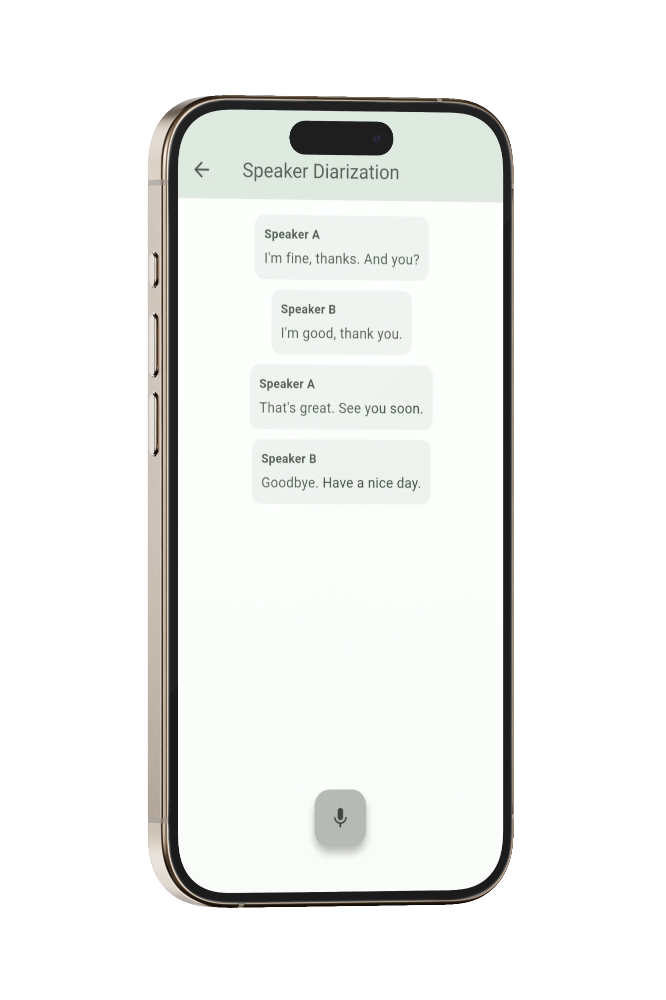 Speaker Diarization
Speaker A
I'm fine, thanks. And you?
Speaker B
I'm good, thank you.
Speaker A
That's great. See you soon.
Speaker B
Goodbye. Have a nice day.